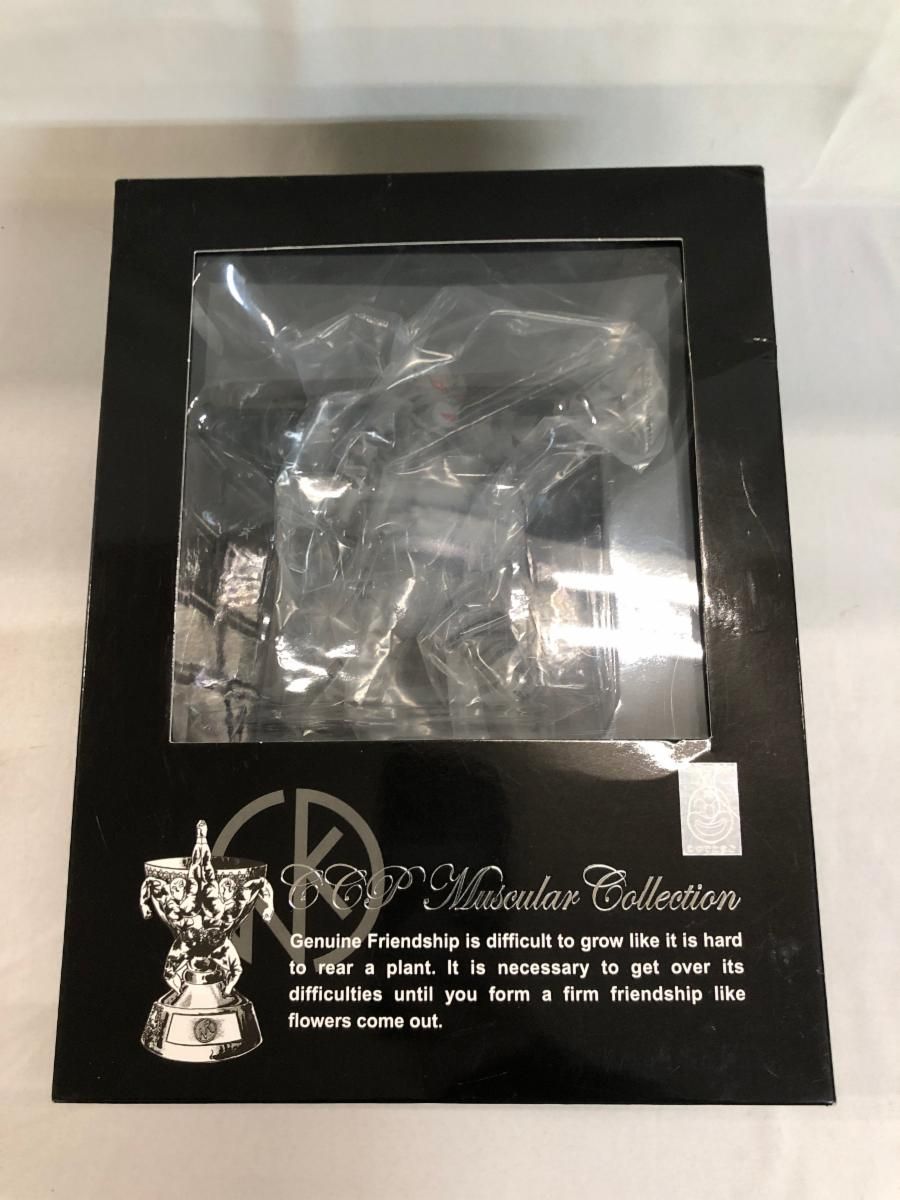 CCP Muscular Collection
Genuine Friendship is difficult to grow like it is hard
to rear a plant. It is necessary to get over its
difficulties until you form a firm friendship like
flowers come out.